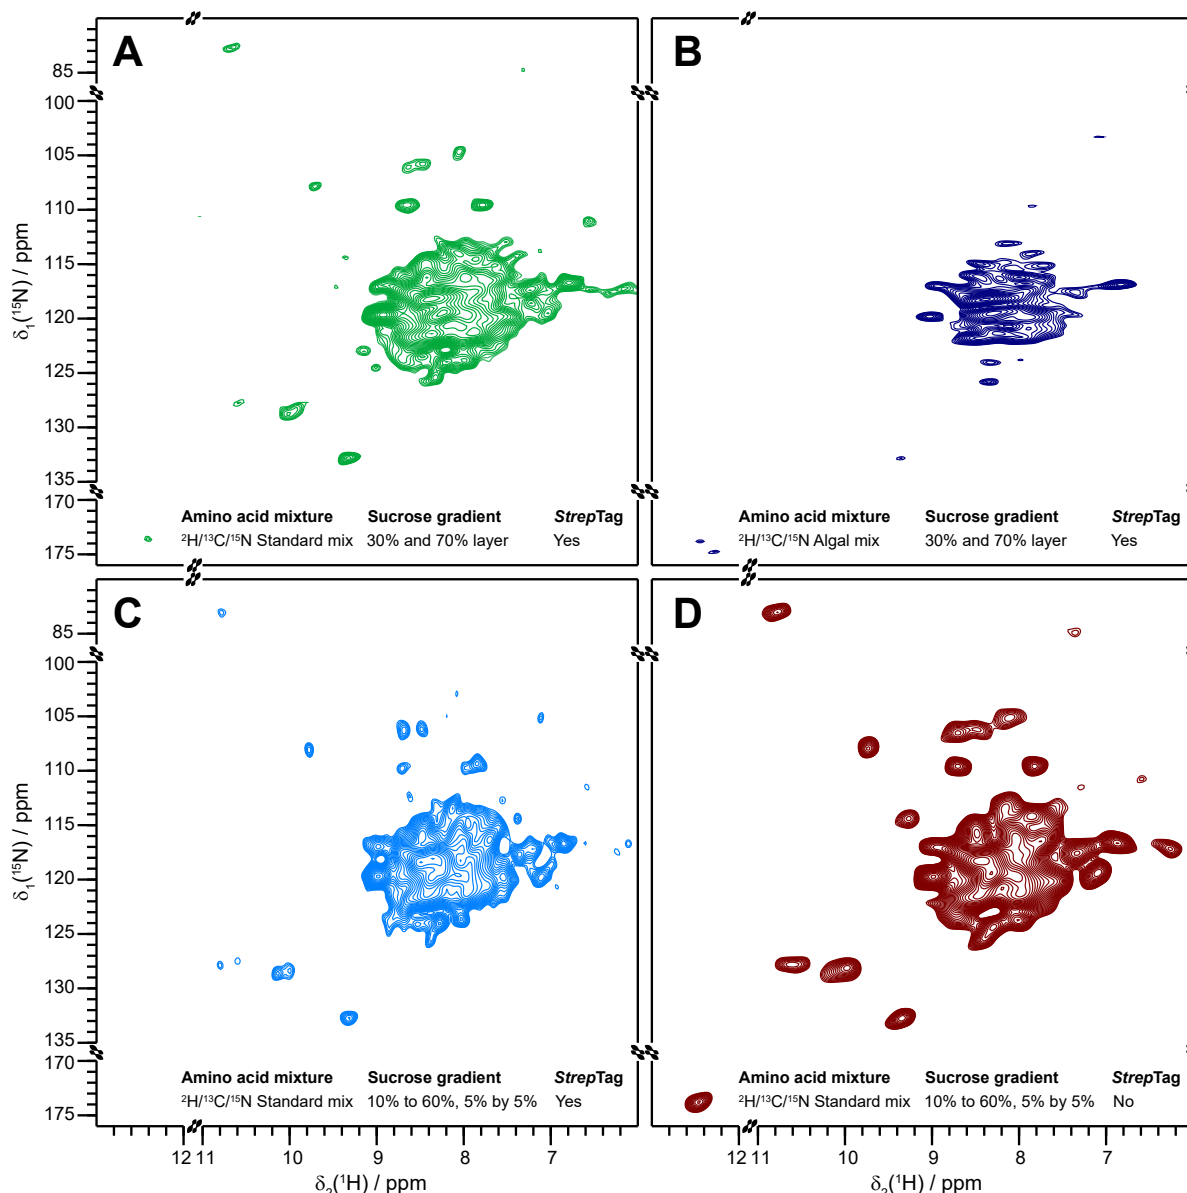 A
B
85
100
105
110
115
120
125
130
135
170
175
δ₁(¹⁵N) / ppm
Amino acid mixture Sucrose gradient StrepTag
²H/¹³C/¹⁵N Standard mix 30% and 70% layer Yes
Amino acid mixture Sucrose gradient StrepTag
²H/¹³C/¹⁵N Algal mix 30% and 70% layer Yes
C
D
85
100
105
110
115
120
125
130
135
170
175
δ₁(¹⁵N) / ppm
Amino acid mixture Sucrose gradient StrepTag
²H/¹³C/¹⁵N Standard mix 10% to 60%, 5% by 5% Yes
Amino acid mixture Sucrose gradient StrepTag
²H/¹³C/¹⁵N Standard mix 10% to 60%, 5% by 5% No
12 11 10 9 8 7
12 11 10 9 8 7
δ₂(¹H) / ppm
δ₂(¹H) / ppm